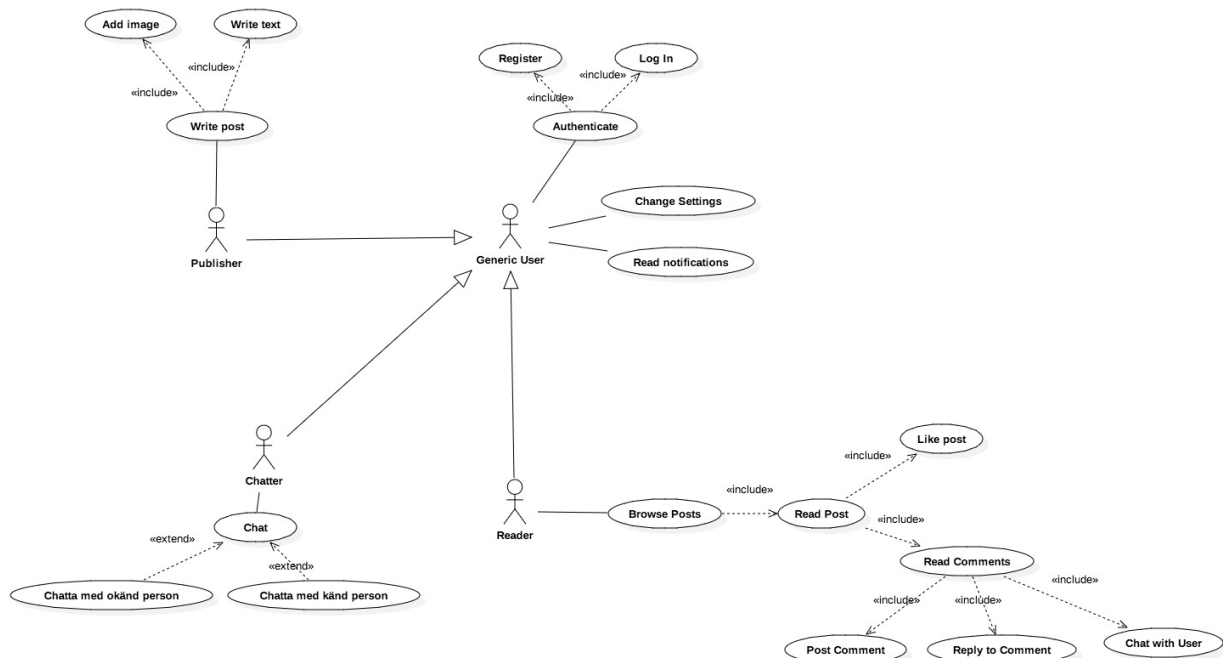 Add image
Write text
Register
Log In
«include»
«include»
«include»
«include»
Write post
Authenticate
Change Settings
Publisher
Generic User
Read notifications
Chatter
Like post
«include»
Chat
Reader
Browse Posts
«include»
Read Post
«include»
«extend»
«extend»
Read Comments
Chatta med okänd person
Chatta med känd person
«include»
«include»
«include»
Post Comment
Reply to Comment
Chat with User